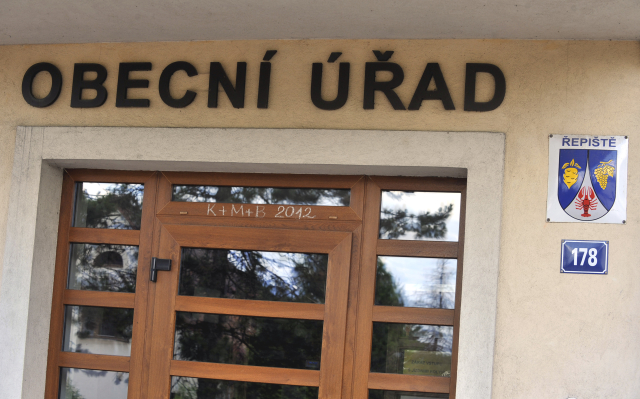 OBECNÍ ÚŘAD
ŘEPIŠTĚ
K+M+B 2012
178